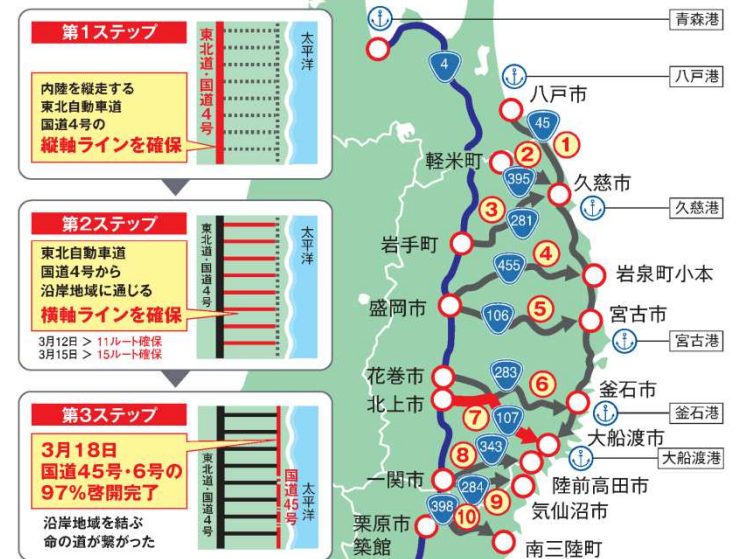 第1ステップ
内陸を縦走する
東北自動車道
国道4号の
縦軸ラインを確保
東北道・国道4号
太平洋
第2ステップ
東北自動車道
国道4号から
沿岸地域に通じる
横軸ラインを確保
3月12日 > 11ルート確保
3月15日 > 15ルート確保
東北道・国道4号
太平洋
第3ステップ
3月18日
国道45号・6号の
97%啓開完了
沿岸地域を結ぶ
命の道が繋がった
東北道・国道4号
国道45号
太平洋
青森港
4
八戸港
八戸市
45
①
軽米町
②
395
久慈市
久慈港
③
281
岩手町
455
④
岩泉町小本
盛岡市
106
⑤
宮古市
宮古港
花巻市
283
⑥
釜石市
釜石港
北上市
⑦
107
大船渡市
大船渡港
⑧
343
一関市
284
⑨
陸前高田市
気仙沼市
398
⑩
栗原市
築館
南三陸町